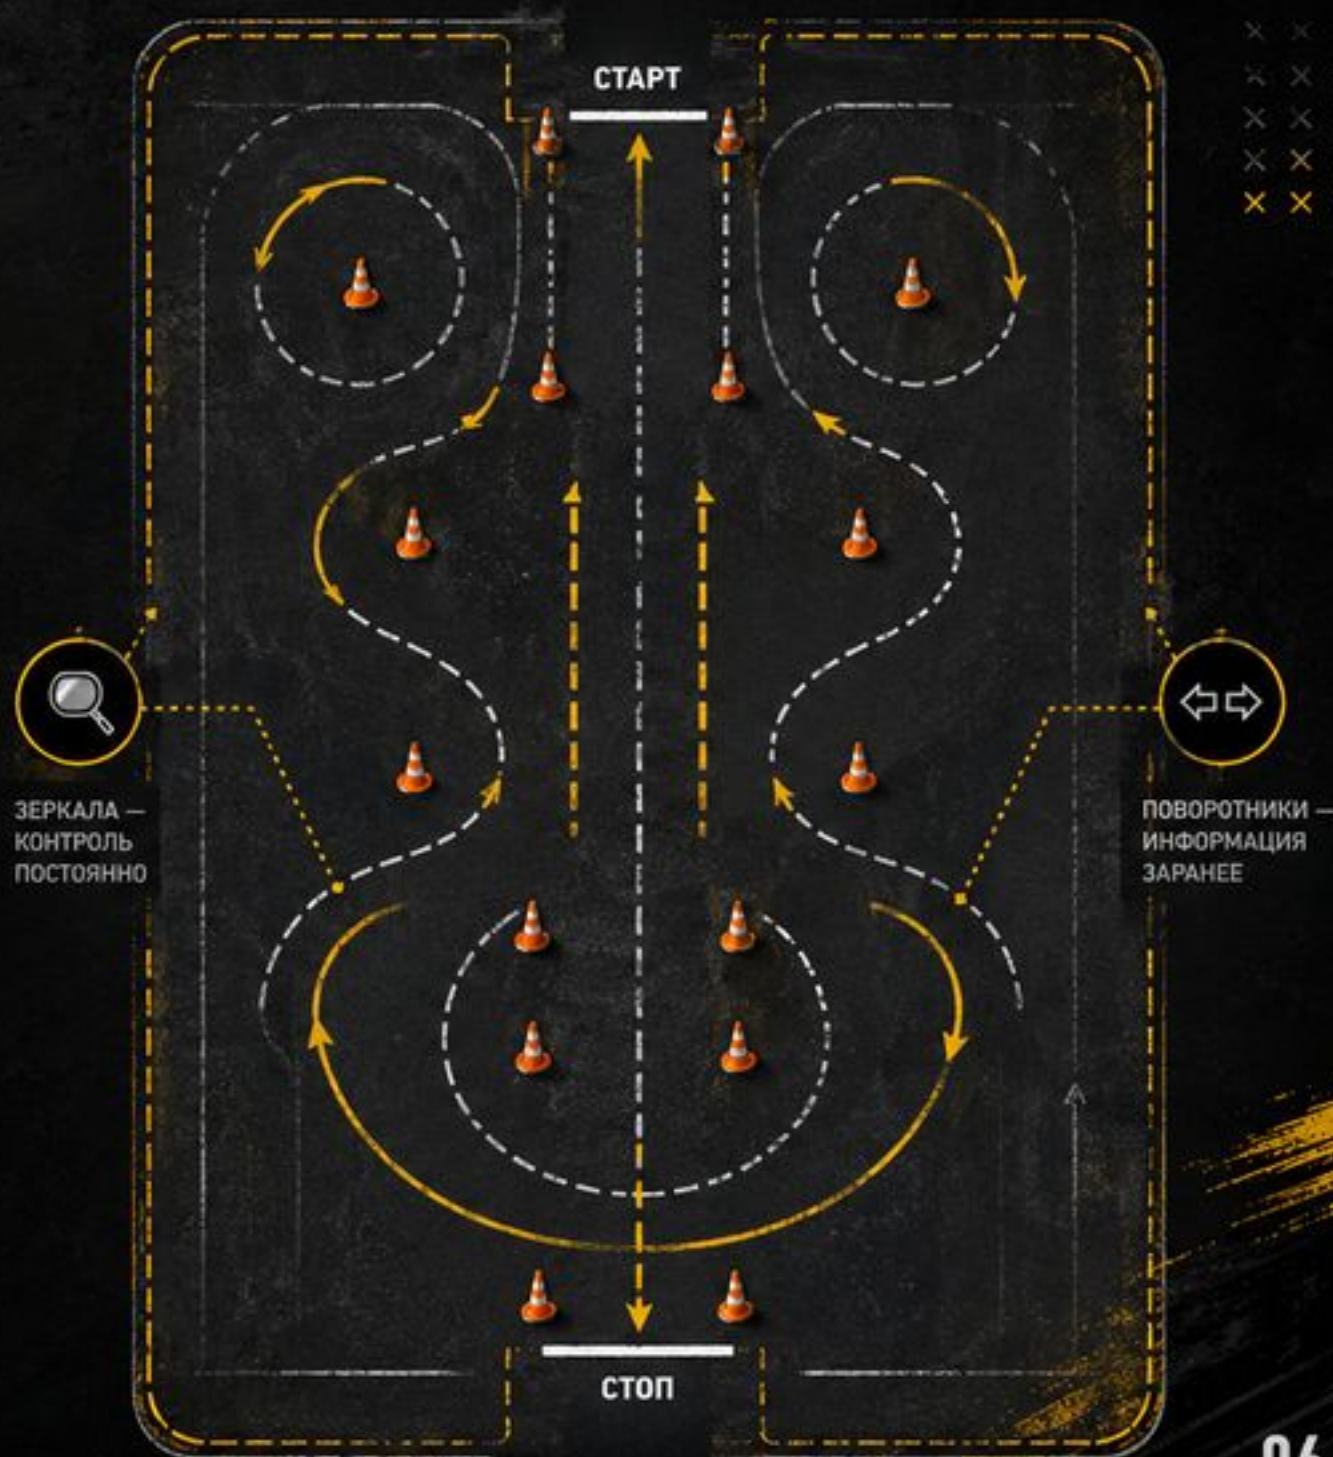 СТАРТ
ЗЕРКАЛА —
КОНТРОЛЬ
ПОСТОЯННО
ПОВОРОТНИКИ —
ИНФОРМАЦИЯ
ЗАРАНЕЕ
СТОП